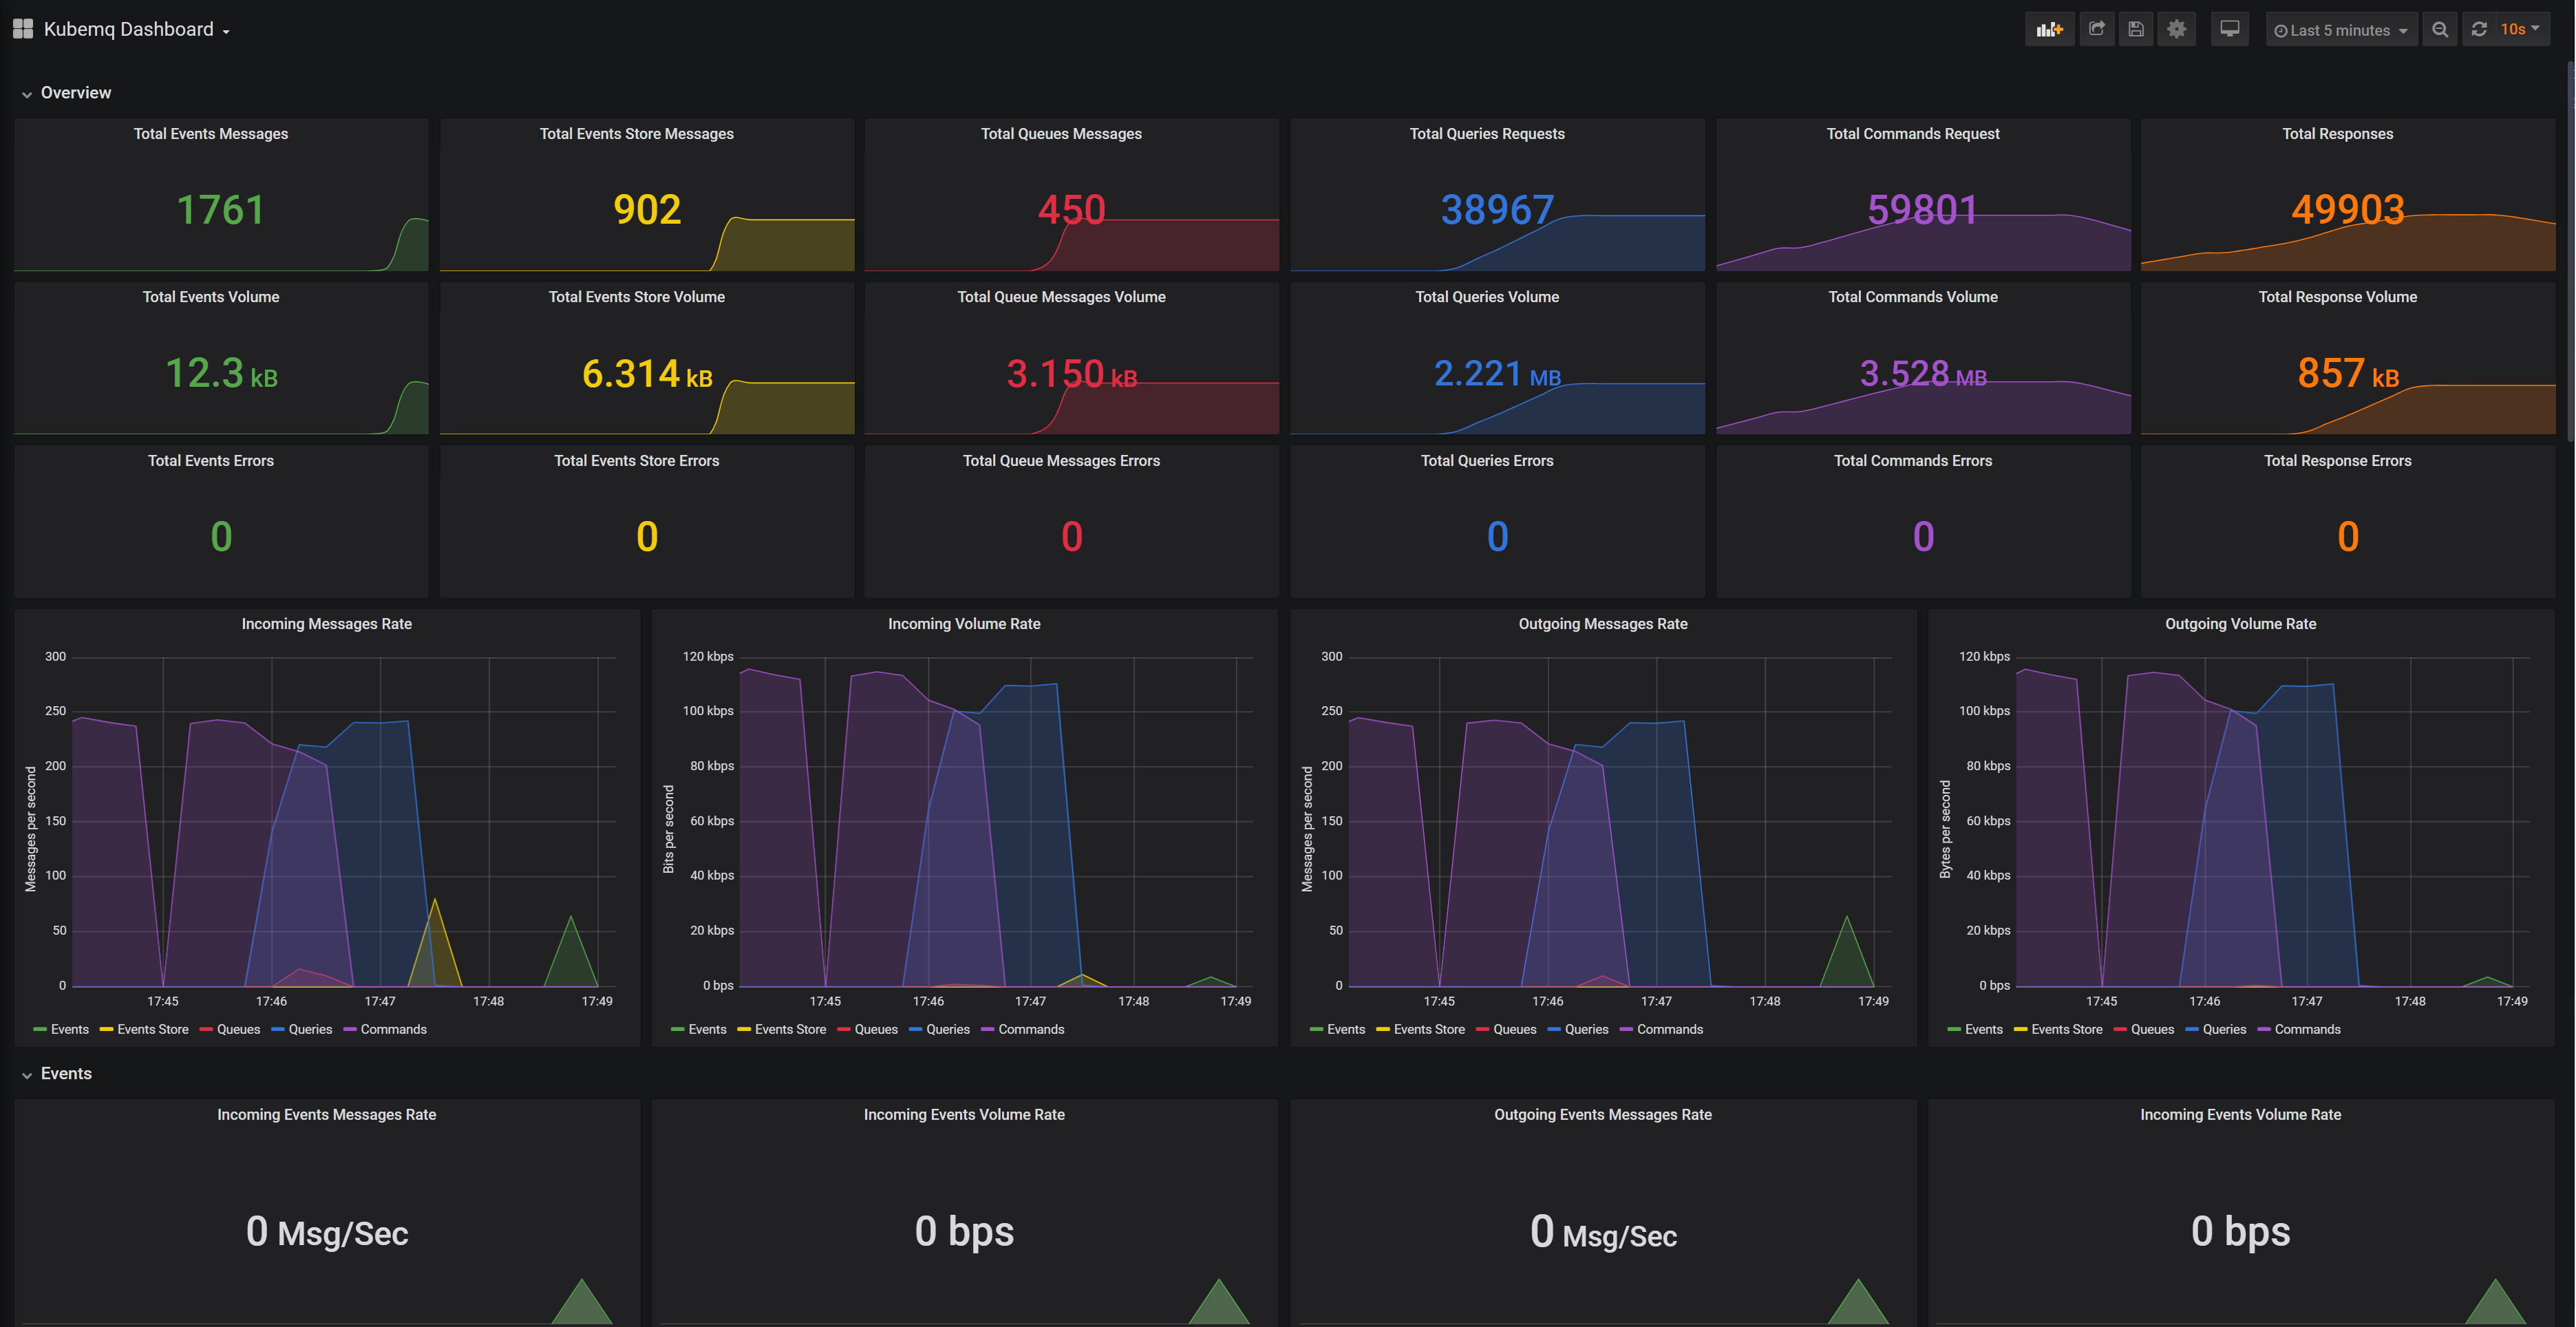 Kubemq Dashboard
Last 5 minutes
10s
Overview
Total Events Messages
Total Events Store Messages
Total Queues Messages
Total Queries Requests
Total Commands Request
Total Responses
1761
902
450
38967
59801
49903
Total Events Volume
Total Events Store Volume
Total Queue Messages Volume
Total Queries Volume
Total Commands Volume
Total Response Volume
12.3 kB
6.314 kB
3.150 kB
2.221 MB
3.528 MB
857 kB
Total Events Errors
Total Events Store Errors
Total Queue Messages Errors
Total Queries Errors
Total Commands Errors
Total Response Errors
0
0
0
0
0
0
Incoming Messages Rate
Messages per second
300
250
200
150
100
50
0
17:45 17:46 17:47 17:48 17:49
Events Events Store Queues Queries Commands
Incoming Volume Rate
Bits per second
120 kbps
100 kbps
80 kbps
60 kbps
40 kbps
20 kbps
0 bps
17:45 17:46 17:47 17:48 17:49
Events Events Store Queues Queries Commands
Outgoing Messages Rate
Messages per second
300
250
200
150
100
50
0
17:45 17:46 17:47 17:48 17:49
Events Events Store Queues Queries Commands
Outgoing Volume Rate
Bytes per second
120 kbps
100 kbps
80 kbps
60 kbps
40 kbps
20 kbps
0 bps
17:45 17:46 17:47 17:48 17:49
Events Events Store Queues Queries Commands
Events
Incoming Events Messages Rate
Incoming Events Volume Rate
Outgoing Events Messages Rate
Incoming Events Volume Rate
0 Msg/Sec
0 bps
0 Msg/Sec
0 bps